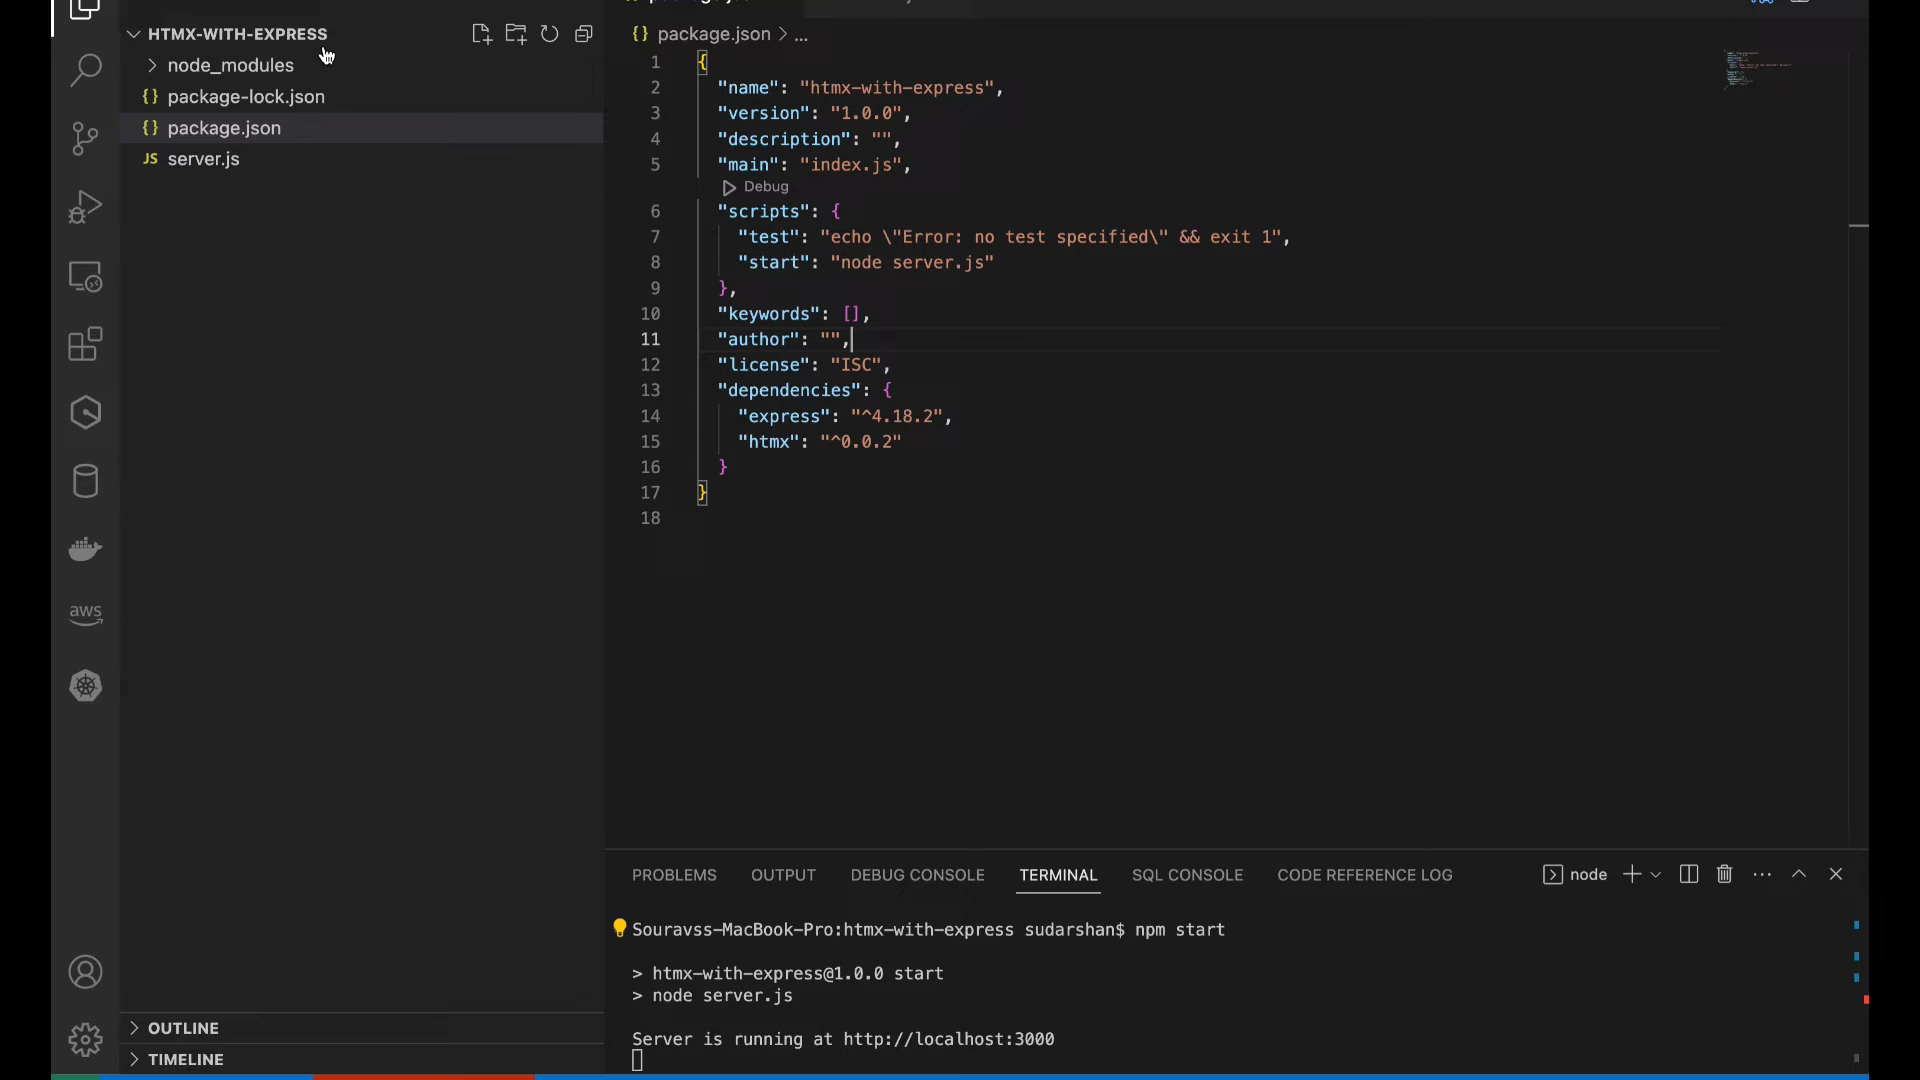 HTMX-WITH-EXPRESS
node_modules
{} package-lock.json
{} package.json
JS server.js
aws
OUTLINE
TIMELINE
{} package.json > ...
1 {
2 "name": "htmx-with-express",
3 "version": "1.0.0",
4 "description": "",
5 "main": "index.js",
Debug
6 "scripts": {
7 "test": "echo \"Error: no test specified\" && exit 1",
8 "start": "node server.js"
9 },
10 "keywords": [],
11 "author": "",
12 "license": "ISC",
13 "dependencies": {
14 "express": "^4.18.2",
15 "htmx": "^0.0.2"
16 }
17 }
18
PROBLEMS OUTPUT DEBUG CONSOLE TERMINAL SQL CONSOLE CODE REFERENCE LOG node
Souravss-MacBook-Pro:htmx-with-express sudarshan$ npm start
> htmx-with-express@1.0.0 start
> node server.js
Server is running at http://localhost:3000